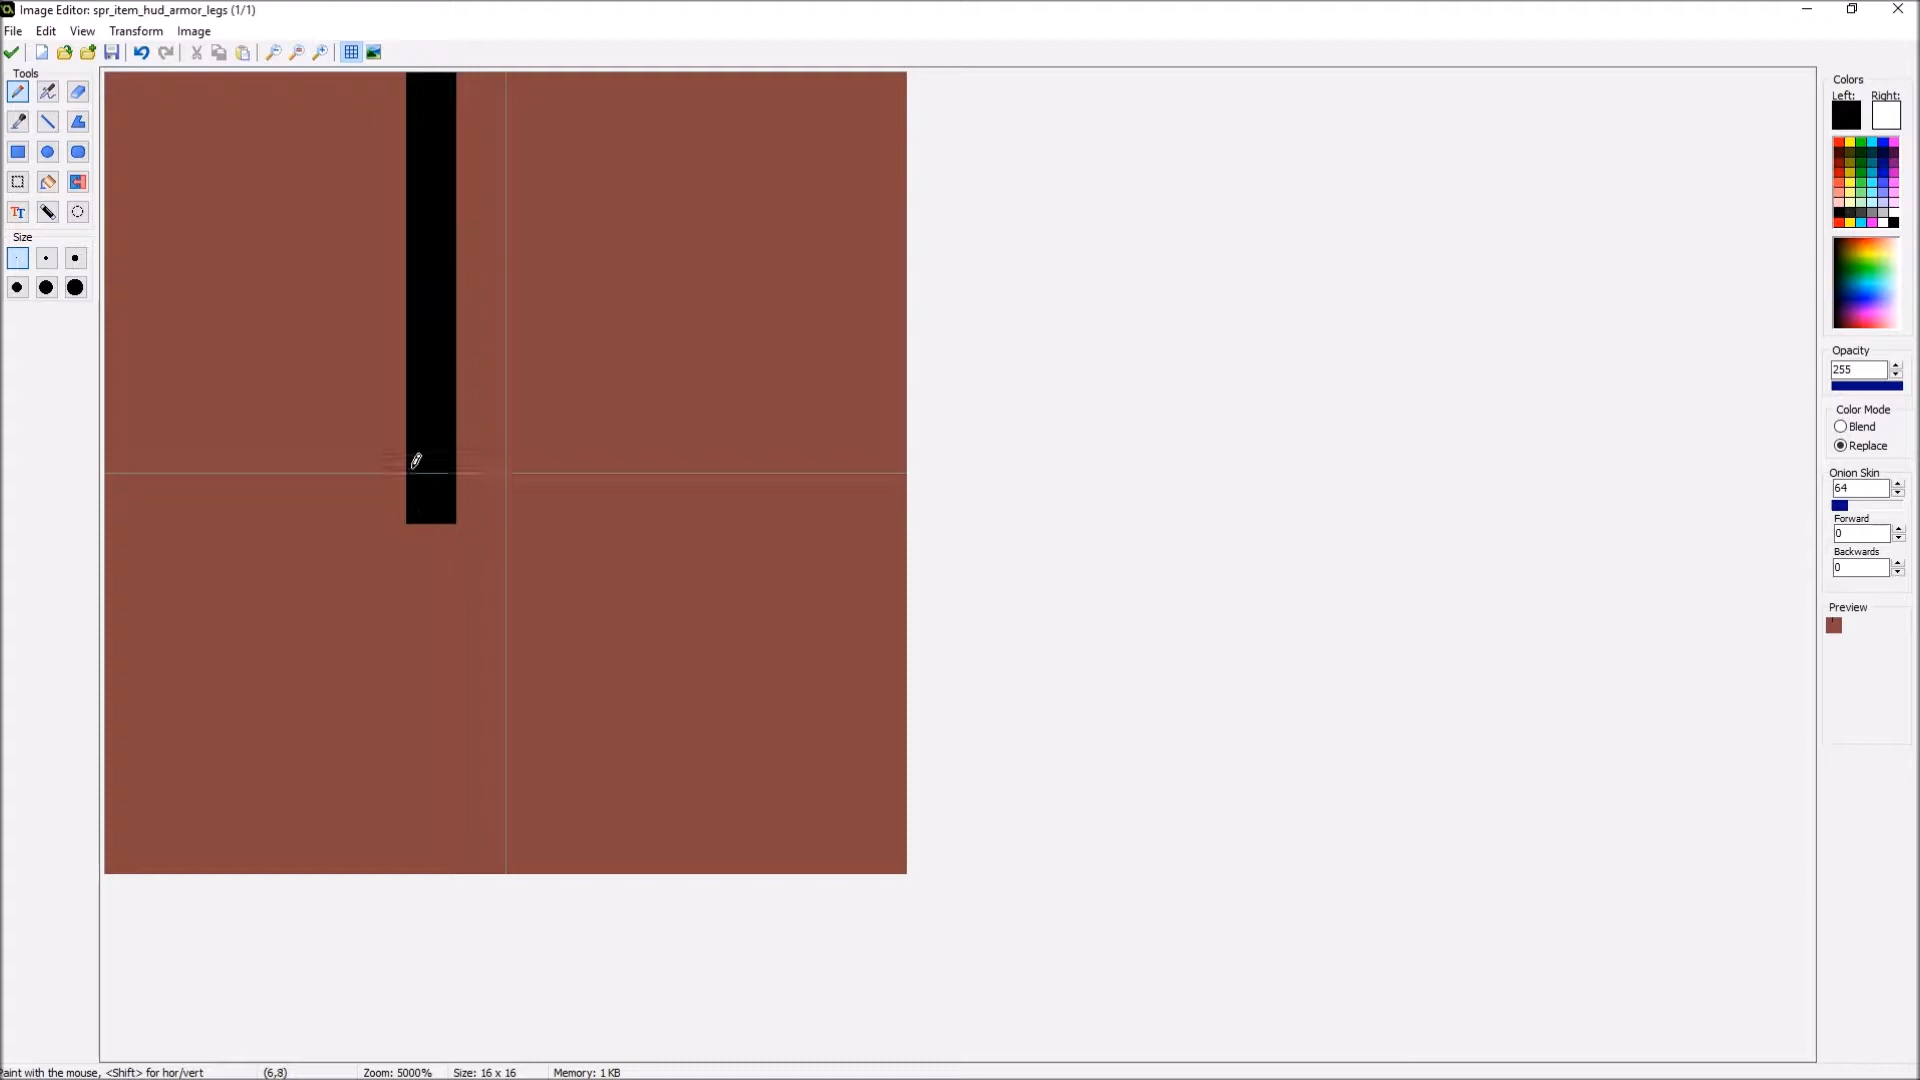 Image Editor: spr_item_hud_armor_legs (1/1)
File Edit View Transform Image
Tools
TT
Size
Colors
Left: Right:
Opacity
255
Color Mode
Blend
Replace
Onion Skin
64
Forward
0
Backwards
0
Preview
Paint with the mouse, <Shift> for hor/vert (6,8) Zoom: 5000% Size: 16 x 16 Memory: 1 KB